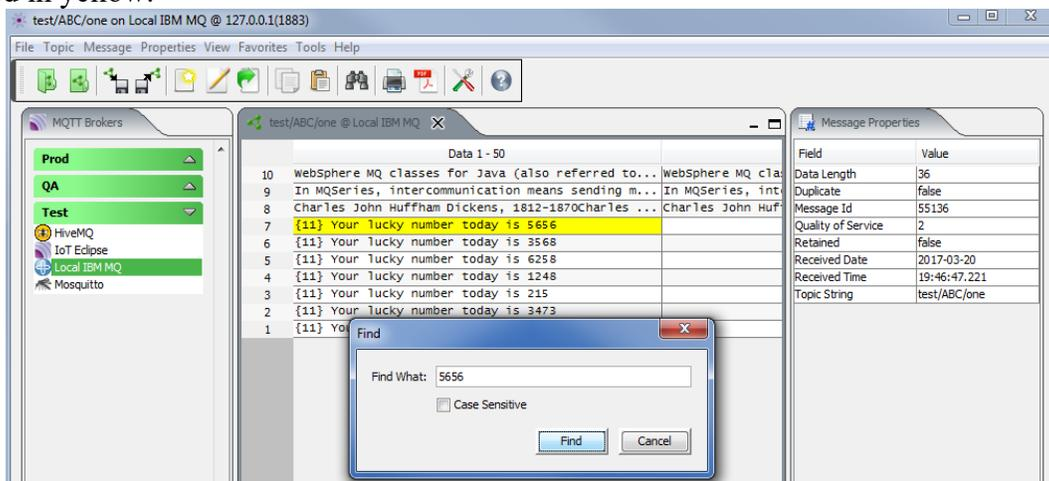 test/ABC/one on Local IBM MQ @ 127.0.0.1(1883)
File Topic Message Properties View Favorites Tools Help
MQTT Brokers
test/ABC/one @ Local IBM MQ
Message Properties
Prod
QA
Test
HiveMQ
IoT Eclipse
Local IBM MQ
Mosquitto
Data 1 - 50
10 WebSphere MQ classes for Java (also referred to... WebSphere MQ cla
9 In MQSeries, intercommunication means sending m... In MQSeries, int
8 Charles John Huffham Dickens, 1812-1870Charles ... Charles John Huf
7 {11} Your lucky number today is 5656
6 {11} Your lucky number today is 3568
5 {11} Your lucky number today is 6258
4 {11} Your lucky number today is 1248
3 {11} Your lucky number today is 215
2 {11} Your lucky number today is 3473
1 {11}
Field Value
Data Length 36
Duplicate false
Message Id 55136
Quality of Service 2
Retained false
Received Date 2017-03-20
Received Time 19:46:47.221
Topic String test/ABC/one
Find
Find What: 5656
Case Sensitive
Find Cancel